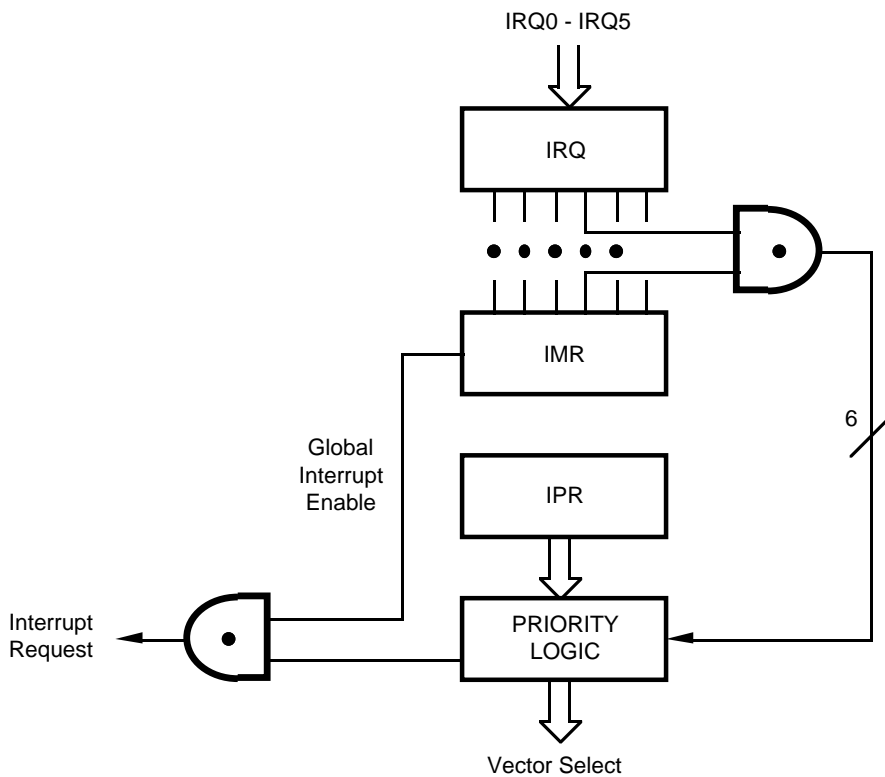 IRQ0 - IRQ5
IRQ
IMR
6
Global
Interrupt
Enable
IPR
Interrupt
Request
PRIORITY
LOGIC
Vector Select